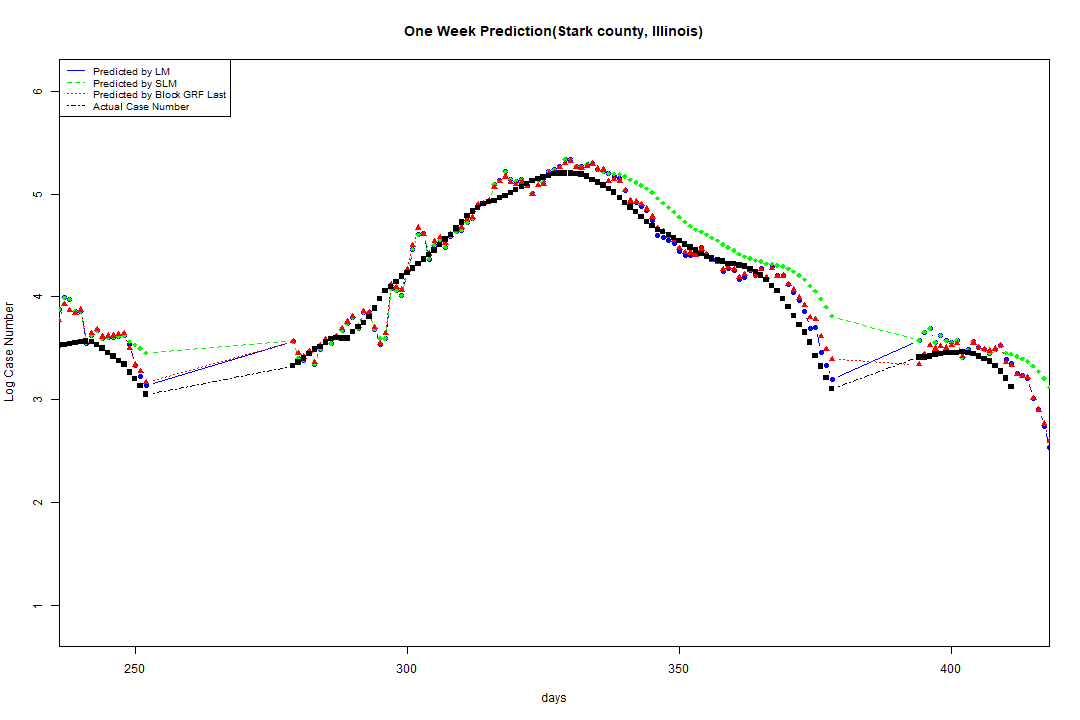 One Week Prediction(Stark county, Illinois)
Predicted by LM
Predicted by SLM
Predicted by Block GRF Last
Actual Case Number
6
5
4
3
2
1
Log Case Number
250
300
350
400
days